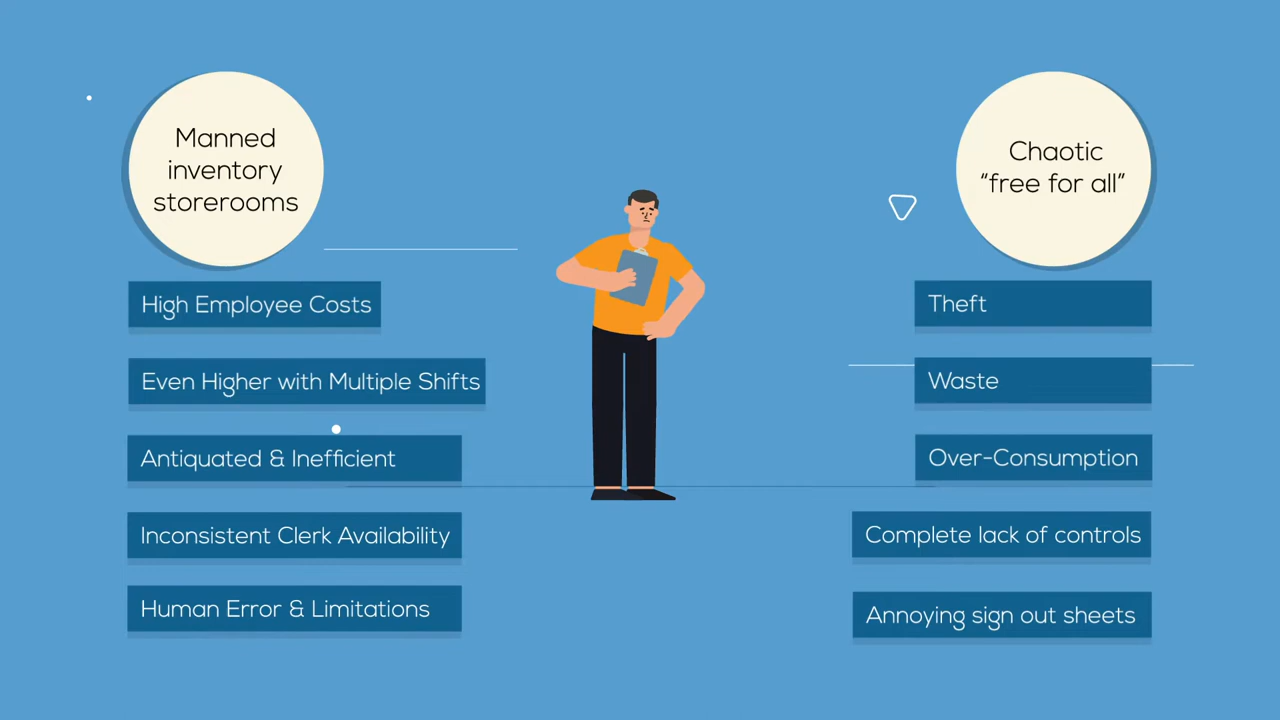 Manned
inventory
storerooms
High Employee Costs
Even Higher with Multiple Shifts
Antiquated & Inefficient
Inconsistent Clerk Availability
Human Error & Limitations
Chaotic
“free for all”
Theft
Waste
Over-Consumption
Complete lack of controls
Annoying sign out sheets